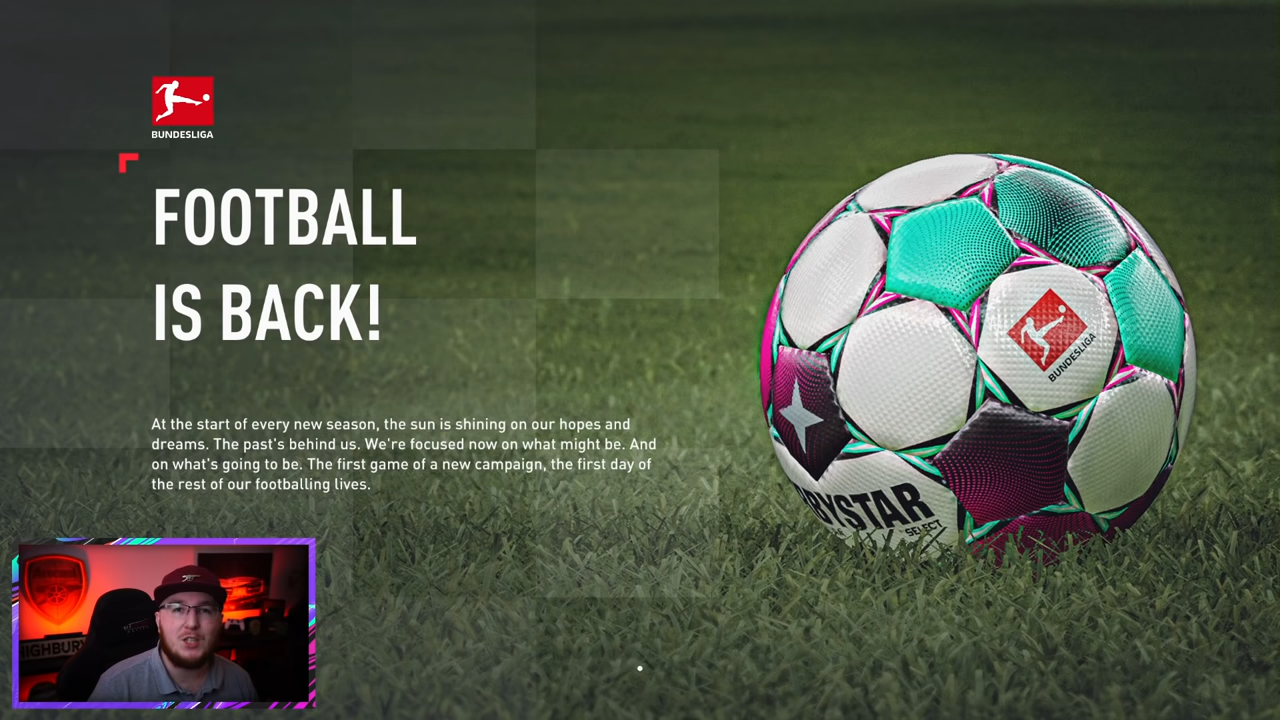 BUNDESLIGA
FOOTBALL
IS BACK!
At the start of every new season, the sun is shining on our hopes and
dreams. The past's behind us. We're focused now on what might be. And
on what's going to be. The first game of a new campaign, the first day of
the rest of our footballing lives.
BUNDESLIGA
BYSTAR
SELECT
HIGHBURY